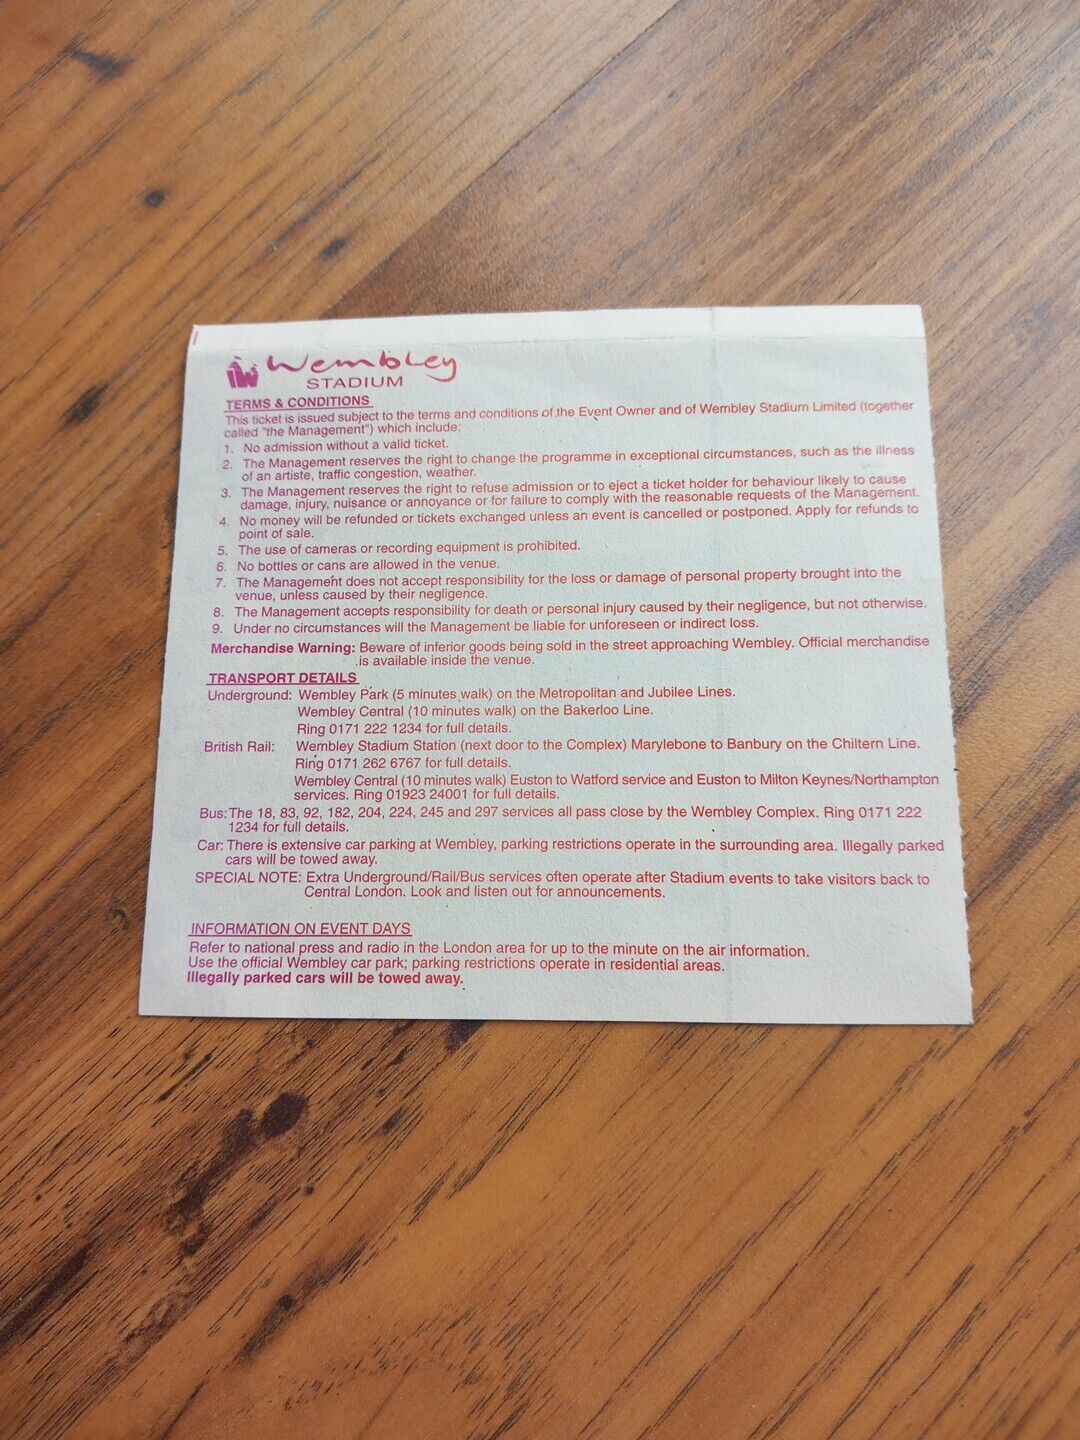 Wembley
STADIUM
TERMS & CONDITIONS
This ticket is issued subject to the terms and conditions of the Event Owner and of Wembley Stadium Limited (together
called "the Management") which include:
1. No admission without a valid ticket.
2. The Management reserves the right to change the programme in exceptional circumstances, such as the illness
of an artiste, traffic congestion, weather.
3. The Management reserves the right to refuse admission or to eject a ticket holder for behaviour likely to cause
damage, injury, nuisance or annoyance or for failure to comply with the reasonable requests of the Management.
4. No money will be refunded or tickets exchanged unless an event is cancelled or postponed. Apply for refunds to
point of sale.
5. The use of cameras or recording equipment is prohibited.
6. No bottles or cans are allowed in the venue.
7. The Management does not accept responsibility for the loss or damage of personal property brought into the
venue, unless caused by their negligence.
8. The Management accepts responsibility for death or personal injury caused by their negligence, but not otherwise.
9. Under no circumstances will the Management be liable for unforeseen or indirect loss.
Merchandise Warning: Beware of inferior goods being sold in the street approaching Wembley. Official merchandise
is available inside the venue.
TRANSPORT DETAILS
Underground: Wembley Park (5 minutes walk) on the Metropolitan and Jubilee Lines.
Wembley Central (10 minutes walk) on the Bakerloo Line.
Ring 0171 222 1234 for full details.
British Rail: Wembley Stadium Station (next door to the Complex) Marylebone to Banbury on the Chiltern Line.
Ring 0171 262 6767 for full details.
Wembley Central (10 minutes walk) Euston to Watford service and Euston to Milton Keynes/Northampton
services. Ring 01923 24001 for full details.
Bus: The 18, 83, 92, 182, 204, 224, 245 and 297 services all pass close by the Wembley Complex. Ring 0171 222
1234 for full details.
Car: There is extensive car parking at Wembley, parking restrictions operate in the surrounding area. Illegally parked
cars will be towed away.
SPECIAL NOTE: Extra Underground/Rail/Bus services often operate after Stadium events to take visitors back to
Central London. Look and listen out for announcements.
INFORMATION ON EVENT DAYS
Refer to national press and radio in the London area for up to the minute on the air information.
Use the official Wembley car park; parking restrictions operate in residential areas.
Illegally parked cars will be towed away.